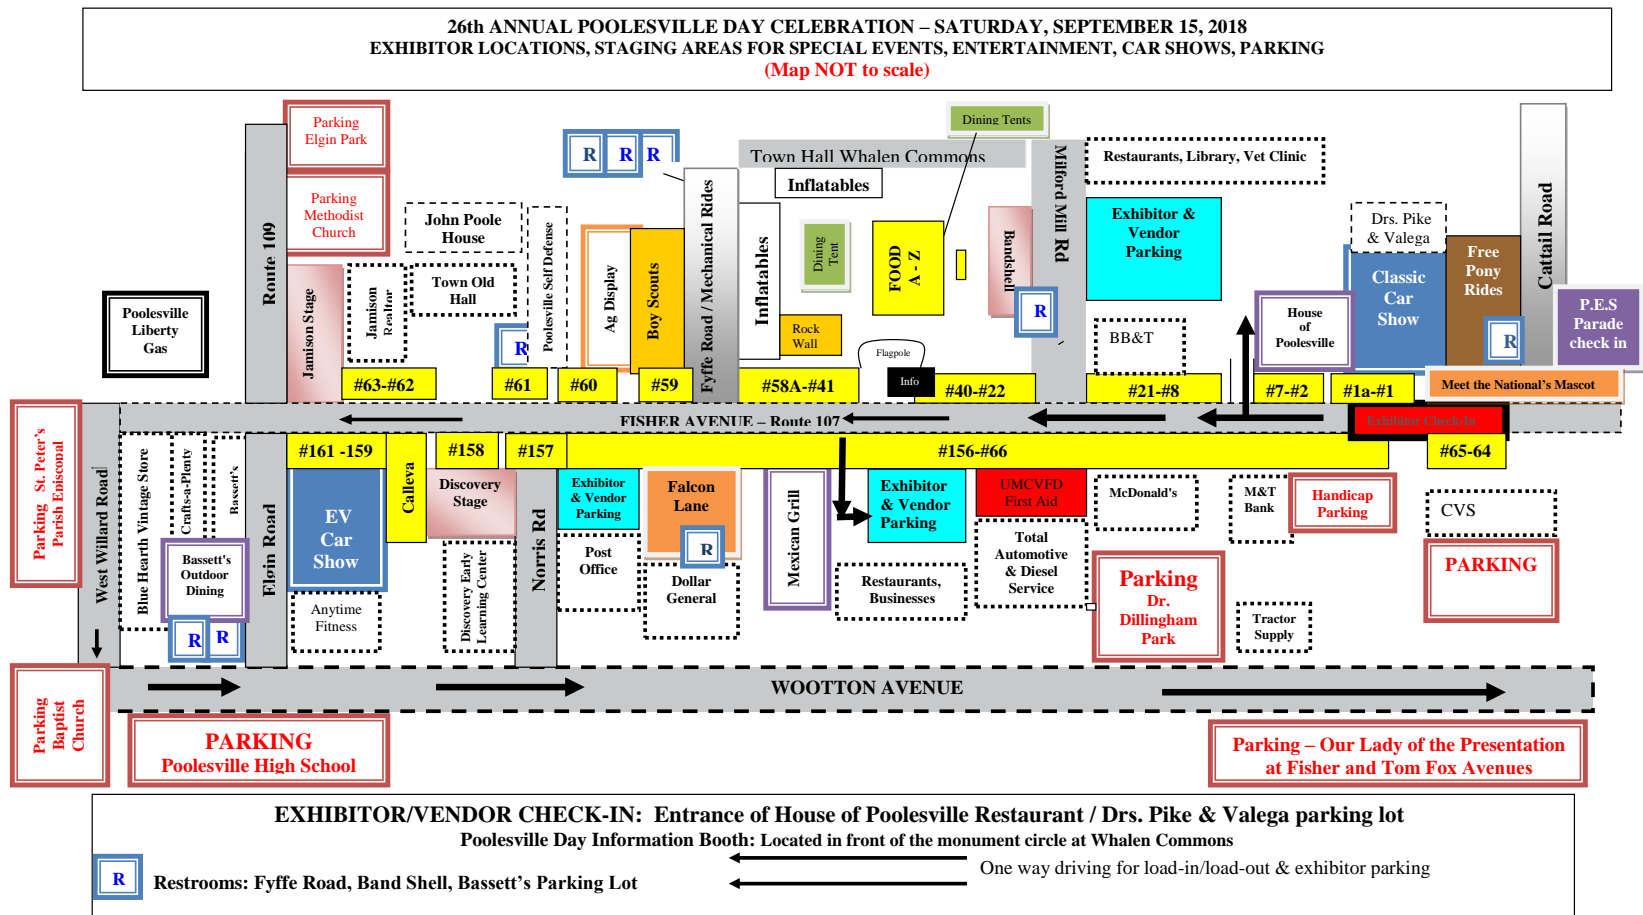 26th ANNUAL POOLESVILLE DAY CELEBRATION – SATURDAY, SEPTEMBER 15, 2018
EXHIBITOR LOCATIONS, STAGING AREAS FOR SPECIAL EVENTS, ENTERTAINMENT, CAR SHOWS, PARKING
(Map NOT to scale)
Parking
Elgin Park
Parking
Methodist
Church
Route 109
Poolesville
Liberty
Gas
Jamison Stage
Jamison
Realtor
John Poole
House
Town Old
Hall
R
Poolesville Self Defense
R
R
R
Ag Display
Boy Scouts
Fyffe Road / Mechanical Rides
Town Hall Whalen Commons
Inflatables
Inflatables
Dining
Tent
Rock
Wall
Dining Tents
FOOD
A - Z
Flagpole
Info
Bandshell
R
Milford Mill Rd
Restaurants, Library, Vet Clinic
Exhibitor &
Vendor
Parking
BB&T
House
of
Poolesville
Drs. Pike
& Valega
Classic
Car
Show
Free
Pony
Rides
R
Cattail Road
P.E.S
Parade
check in
Meet the National's Mascot
#63-#62
#61
#60
#59
#58A-#41
#40-#22
#21-#8
#7-#2
#1a-#1
FISHER AVENUE – Route 107
Exhibitor Check-In
#161 -159
#158
#157
#156-#66
#65-64
Parking St. Peter's
Parish Episcopal
West Willard Road
Blue Hearth Vintage Store
Crafts-a-Plenty
Bassett's
Bassett's
Outdoor
Dining
R
R
Elgin Road
EV
Car
Show
Anytime
Fitness
Calleva
Discovery
Stage
Discovery Early
Learning Center
Norris Rd
Exhibitor
& Vendor
Parking
Post
Office
Falcon
Lane
R
Dollar
General
Mexican Grill
Exhibitor
& Vendor
Parking
Restaurants,
Businesses
UMCVFD
First Aid
Total
Automotive
& Diesel
Service
McDonald's
Parking
Dr.
Dillingham
Park
M&T
Bank
Handicap
Parking
Tractor
Supply
CVS
PARKING
WOOTTON AVENUE
Parking
Baptist
Church
PARKING
Poolesville High School
Parking – Our Lady of the Presentation
at Fisher and Tom Fox Avenues
EXHIBITOR/VENDOR CHECK-IN: Entrance of House of Poolesville Restaurant / Drs. Pike & Valega parking lot
Poolesville Day Information Booth: Located in front of the monument circle at Whalen Commons
One way driving for load-in/load-out & exhibitor parking
R
Restrooms: Fyffe Road, Band Shell, Bassett's Parking Lot